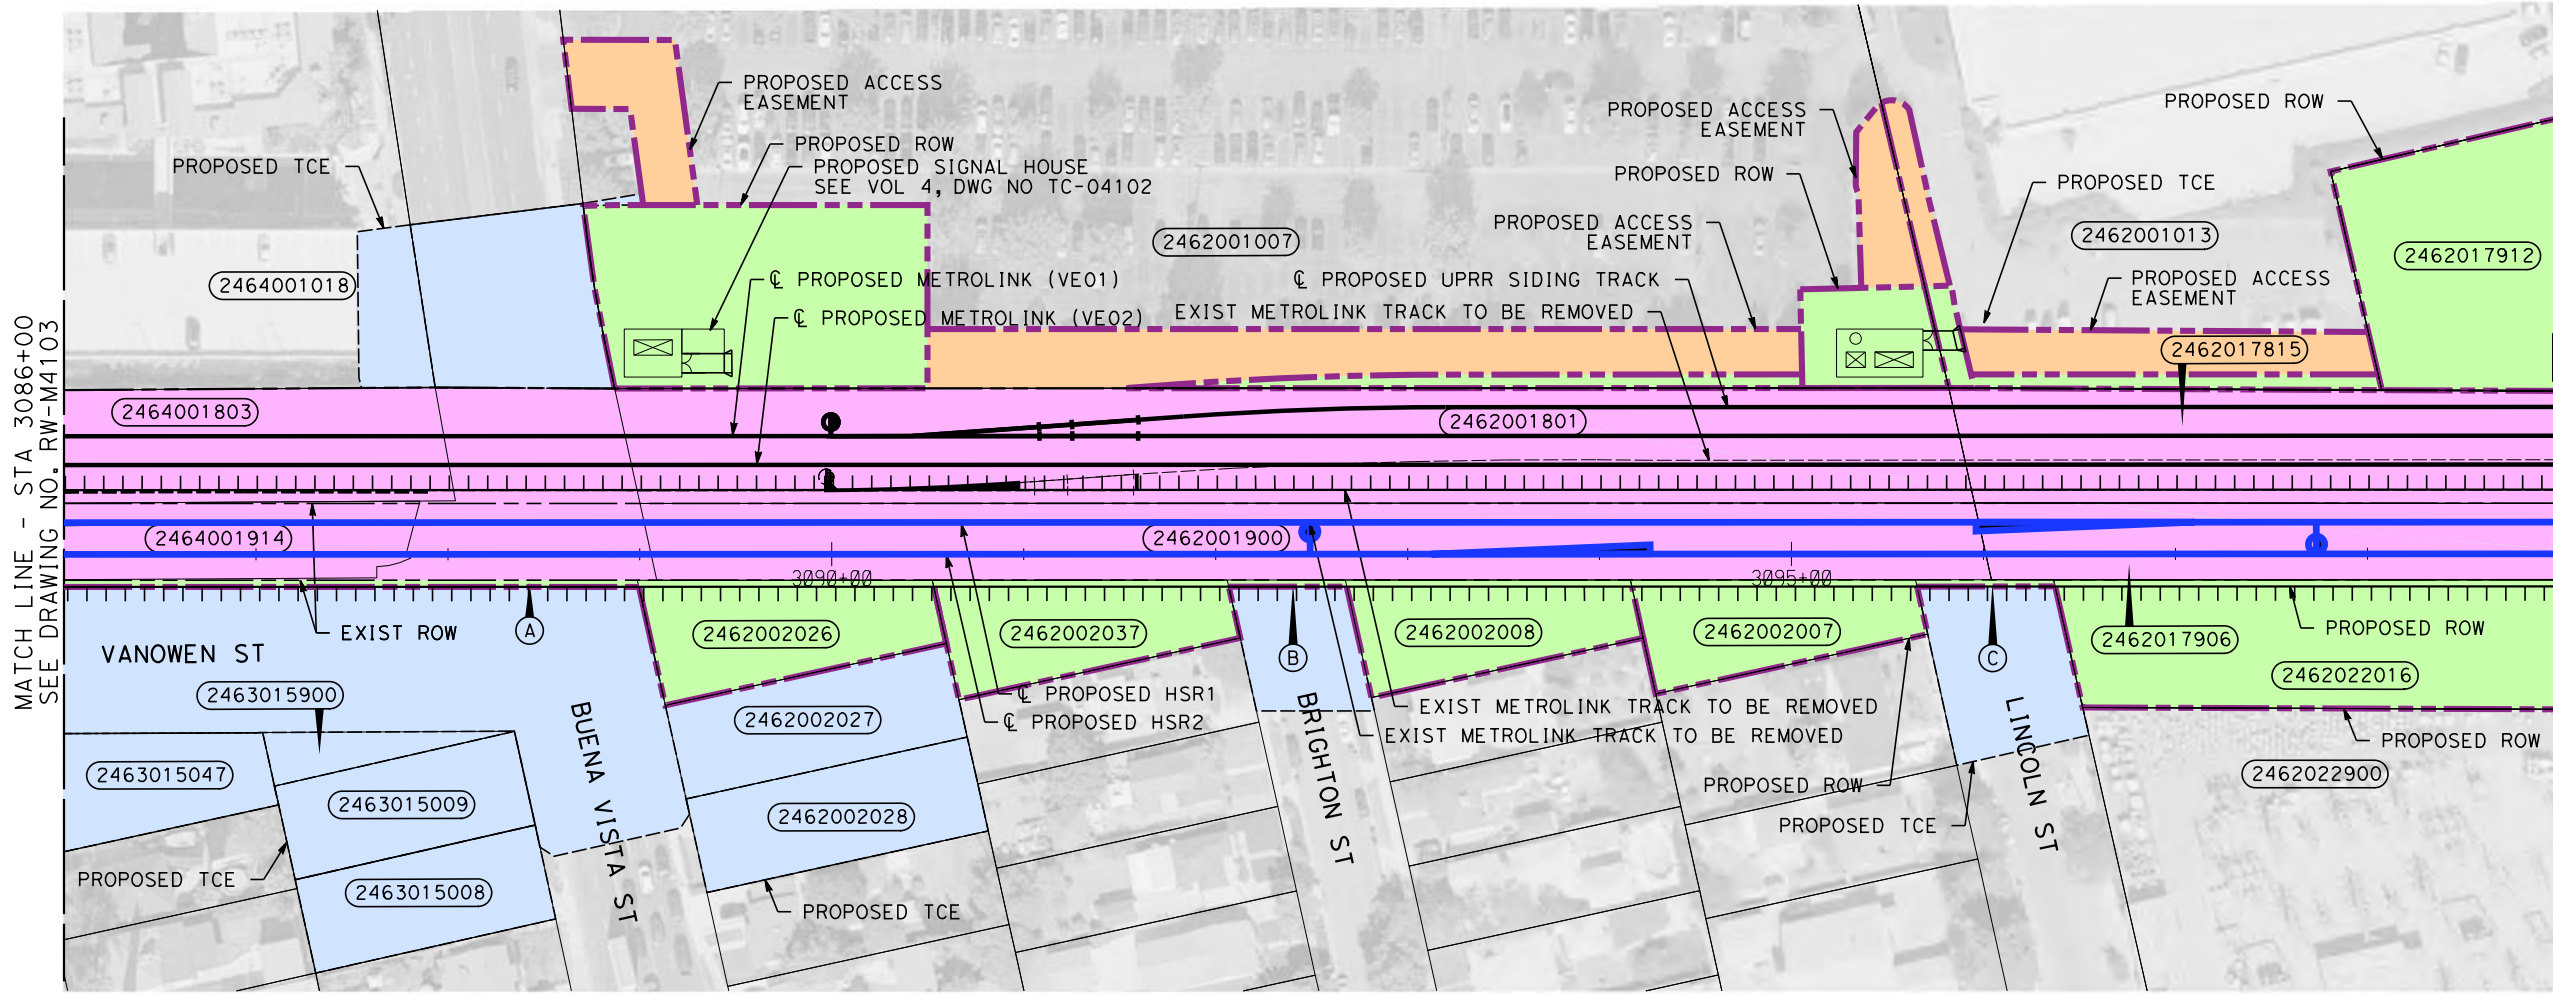 MATCH LINE - STA 3086+00
SEE DRAWING NO. RW-M4103
PROPOSED TCE
2464001018
PROPOSED ACCESS
EASEMENT
PROPOSED ROW
PROPOSED SIGNAL HOUSE
SEE VOL 4, DWG NO TC-04102
2462001007
℄ PROPOSED METROLINK (VE01)
℄ PROPOSED METROLINK (VE02)
PROPOSED ACCESS
EASEMENT
PROPOSED ROW
PROPOSED ACCESS
EASEMENT
℄ PROPOSED UPRR SIDING TRACK
EXIST METROLINK TRACK TO BE REMOVED
PROPOSED ROW
PROPOSED TCE
2462001013
2462017912
PROPOSED ACCESS
EASEMENT
2462017815
2464001803
2462001801
2464001914
2462001900
3090+00
3095+00
EXIST ROW
A
B
C
VANOWEN ST
2463015900
2463015047
2463015009
2463015008
PROPOSED TCE
BUENA VISTA ST
2462002026
2462002037
2462002027
2462002028
PROPOSED TCE
℄ PROPOSED HSR1
℄ PROPOSED HSR2
BRIGHTON ST
2462002008
2462002007
EXIST METROLINK TRACK TO BE REMOVED
EXIST METROLINK TRACK TO BE REMOVED
PROPOSED ROW
PROPOSED TCE
LINCOLN ST
2462017906
PROPOSED ROW
2462022016
PROPOSED ROW
2462022900